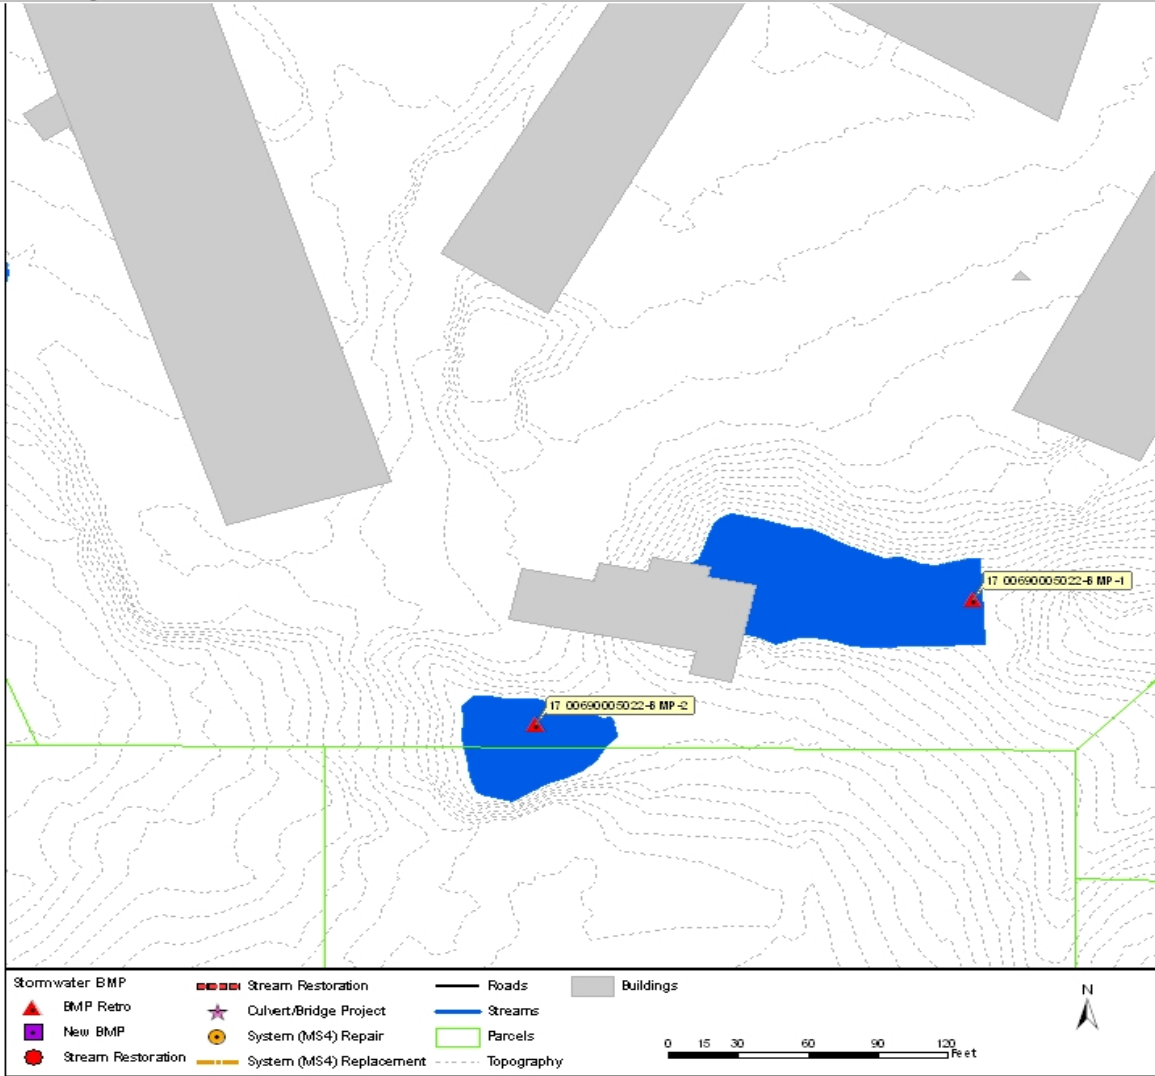 17 00690005022-B MP-1
17 00690005022-B MP-2
Stormwater BMP
BMP Retro
New BMP
Stream Restoration
Stream Restoration
Culvert/Bridge Project
System (MS4) Repair
System (MS4) Replacement
Roads
Streams
Parcels
Topography
Buildings
N
0 15 30 60 90 120
Feet